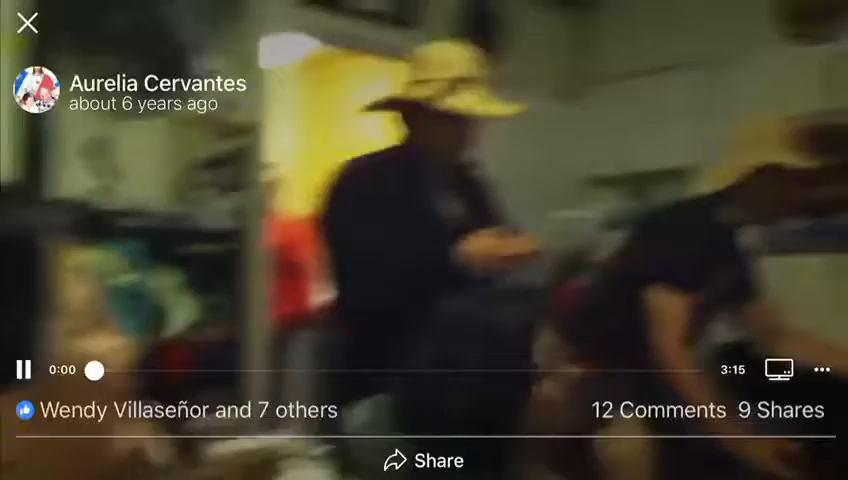 Aurelia Cervantes
about 6 years ago
0:00
3:15
Wendy Villaseñor and 7 others
12 Comments 9 Shares
Share